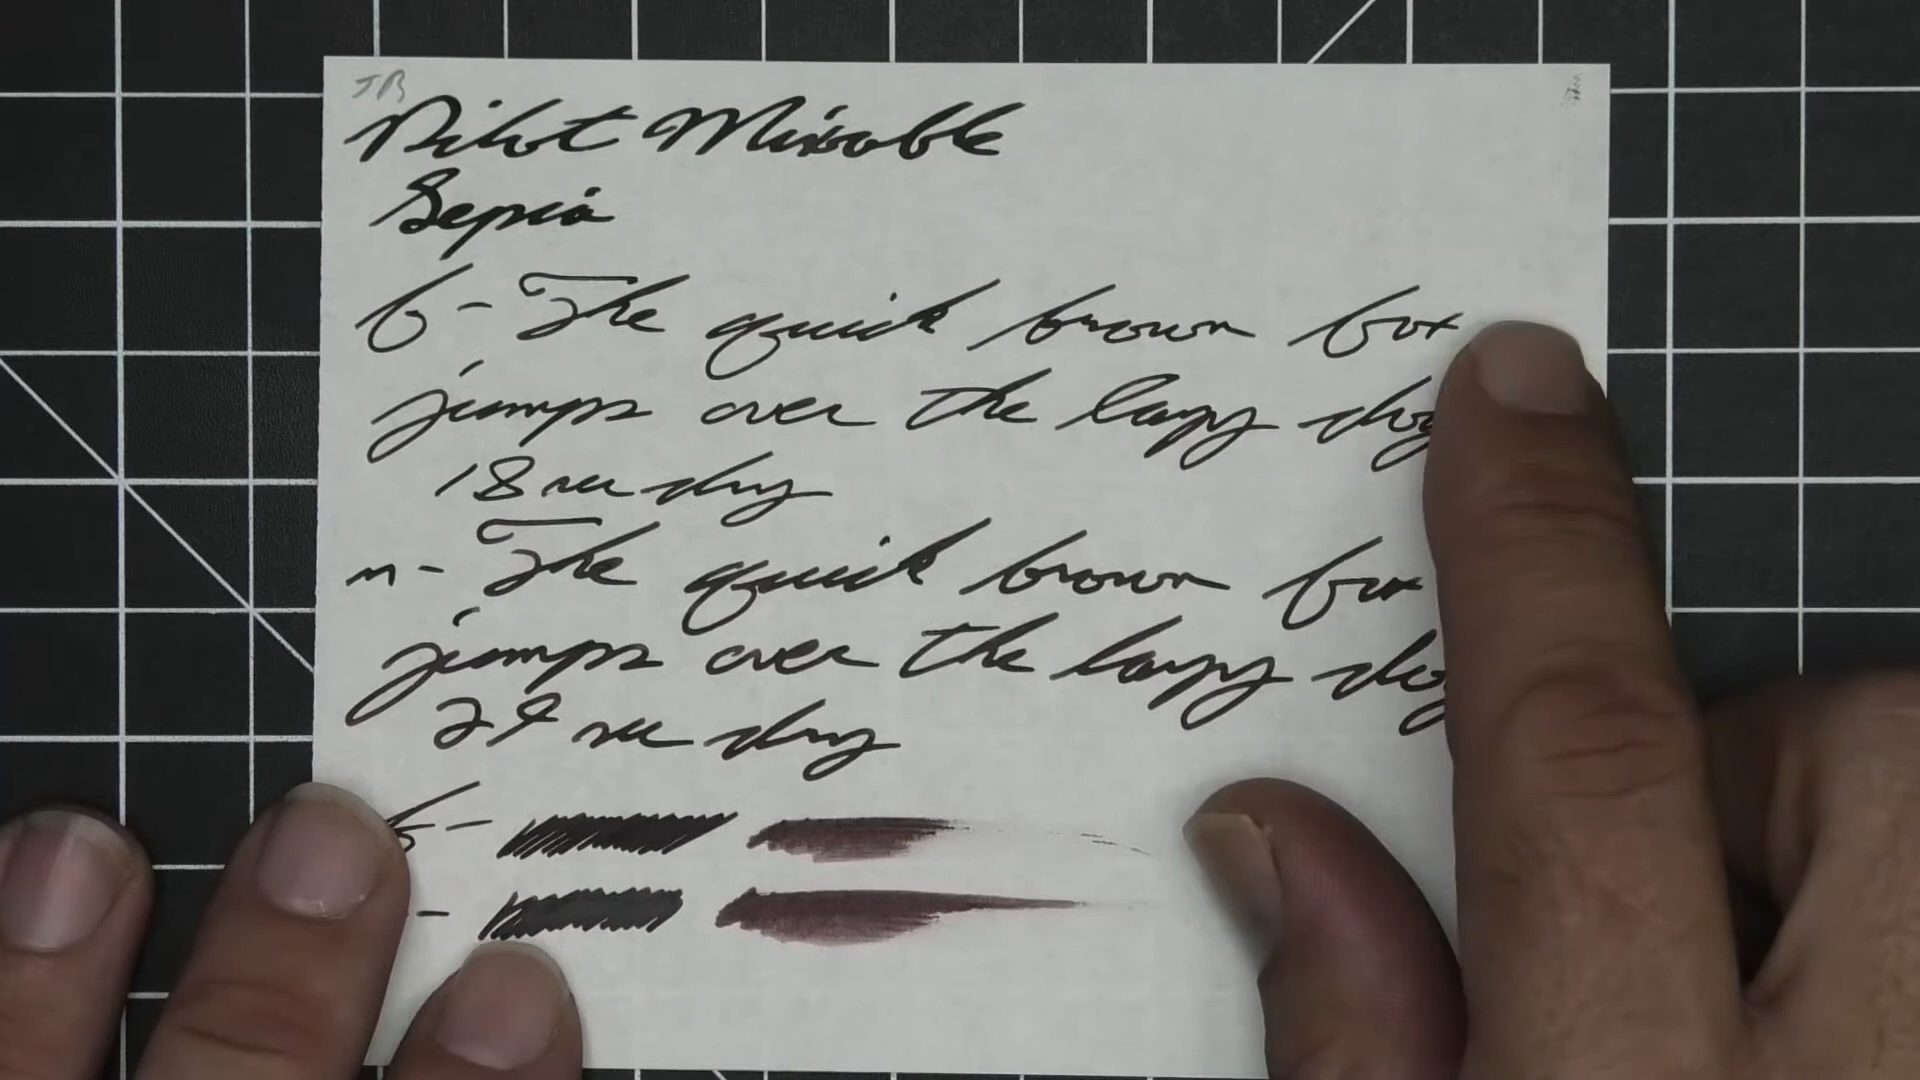 TB
Pilot Mixable
Sepia
f - The quick brown fox
jumps over the lazy dog
18 sec dry
m - The quick brown fox
jumps over the lazy dog
29 sec dry
f -
-